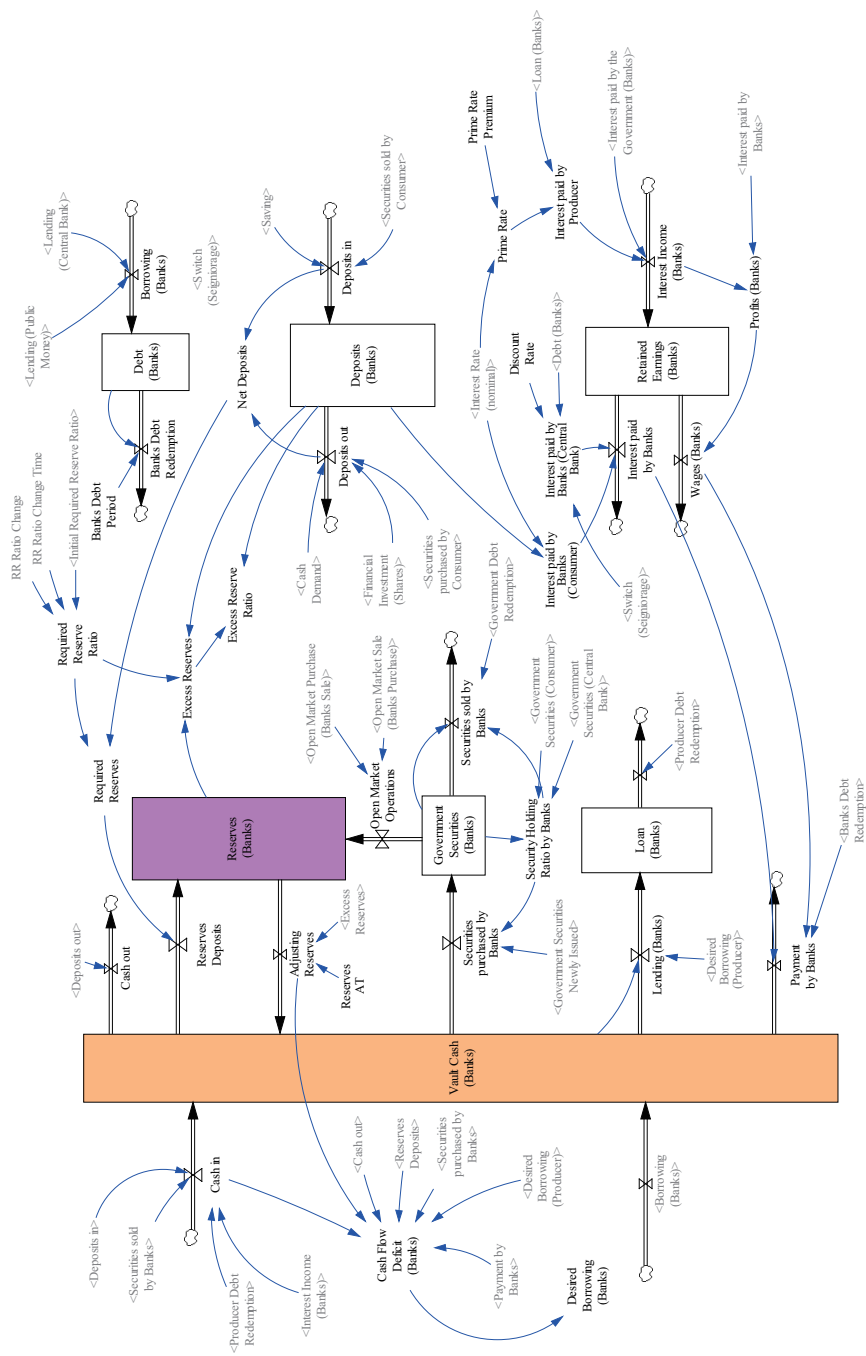 RR Ratio Change
RR Ratio Change Time
<Initial Required Reserve Ratio>
Required
Reserve
Ratio
<Lending (Public
Money)>
<Lending
(Central Bank)>
Borrowing
(Banks)
Debt
(Banks)
Banks Debt
Redemption
Banks Debt
Period
<Deposits out>
Cash out
Required
Reserves
Reserves
Deposits
Reserves
(Banks)
Adjusting
Reserves
Reserves
AT
<Excess
Reserves>
Excess Reserves
Excess Reserve
Ratio
<Switch
(Seigniorage)>
Net Deposits
<Saving>
Deposits in
<Securities sold by
Consumer>
Deposits
(Banks)
Deposits out
<Cash
Demand>
<Financial
Investment
(Shares)>
<Securities
purchased by
Consumer>
<Deposits in>
<Securities sold
by Banks>
Cash in
<Producer Debt
Redemption>
<Interest Income
(Banks)>
Vault Cash
(Banks)
<Open Market Purchase
(Banks Sale)>
<Open Market Sale
(Banks Purchase)>
Open Market
Operations
Government
Securities
(Banks)
Securities sold by
Banks
<Government Debt
Redemption>
Securities
purchased by
Banks
Security Holding
Ratio by Banks
<Government
Securities (Consumer)>
<Government
Securities (Central
Bank)>
<Government Securities
Newly Issued>
<Cash out>
<Reserves
Deposits>
<Securities
purchased by
Banks>
Cash Flow
Deficit
(Banks)
<Payment by
Banks>
<Desired
Borrowing
(Producer)>
Desired
Borrowing
(Banks)
<Borrowing
(Banks)>
Prime Rate
Premium
Prime Rate
<Interest Rate
(nominal)>
<Loan (Banks)>
Interest paid by
Producer
Discount
Rate
<Debt (Banks)>
Interest paid by
Banks (Central
Bank)
Interest paid by
Banks
(Consumer)
<Switch
(Seigniorage)>
<Interest paid by the
Government (Banks)>
Interest Income
(Banks)
Retained
Earnings
(Banks)
Interest paid
by Banks
Wages (Banks)
Profits (Banks)
<Interest paid by
Banks>
Loan
(Banks)
Lending (Banks)
<Desired
Borrowing
(Producer)>
<Producer Debt
Redemption>
Payment
by Banks
<Banks Debt
Redemption>